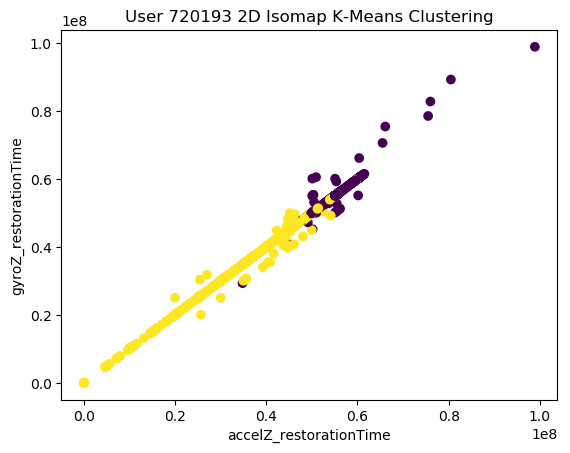 User 720193 2D Isomap K-Means Clustering
1e8
1.0
0.8
0.6
0.4
0.2
0.0
gyroZ_restorationTime
0.0 0.2 0.4 0.6 0.8 1.0
1e8
accelZ_restorationTime